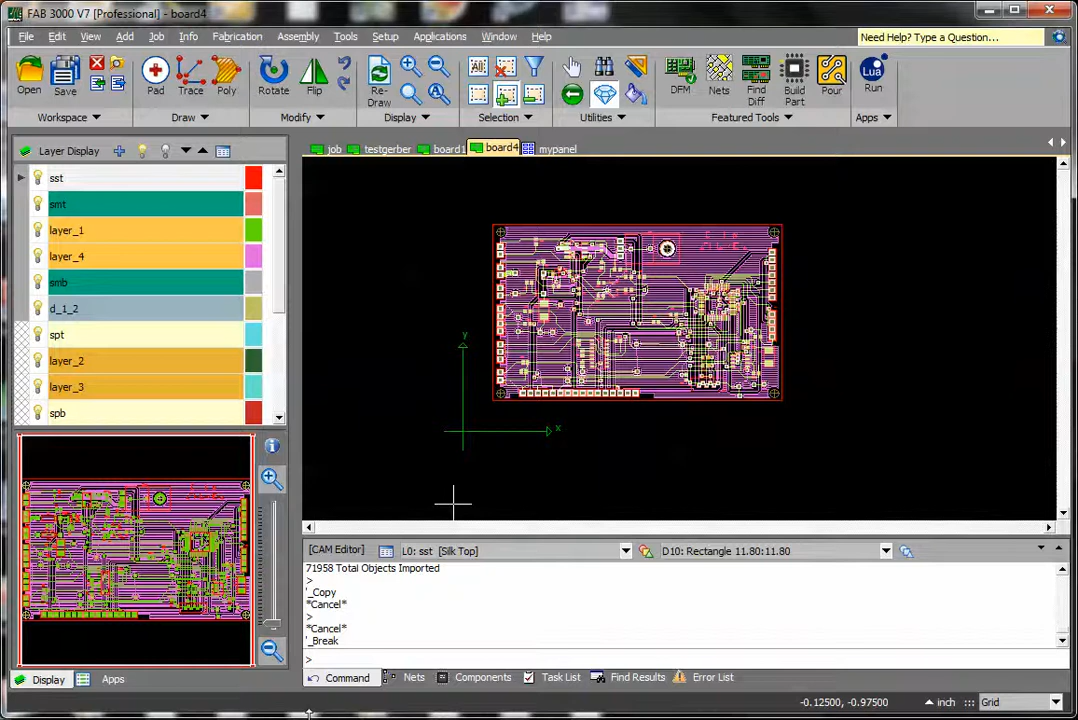 FAB 3000 V7 [Professional] - board4
File Edit View Add Job Info Fabrication Assembly Tools Setup Applications Window Help
Need Help? Type a Question...
Open Save Pad Trace Poly Rotate Flip Re-Draw DFM Nets Find Diff Build Part Pour Lua Run
Workspace Draw Modify Display Selection Utilities Featured Tools Apps
Layer Display
job testgerber board1 board4 mypanel
sst
smt
layer_1
layer_4
smb
d_1_2
spt
layer_2
layer_3
spb
y
x
[CAM Editor] L0: sst [Silk Top] D10: Rectangle 11.80:11.80
71958 Total Objects Imported
>
'_Copy
*Cancel*
>
*Cancel*
'_Break
>
Command Nets Components Task List Find Results Error List
Display Apps
-0.12500, -0.97500 inch Grid